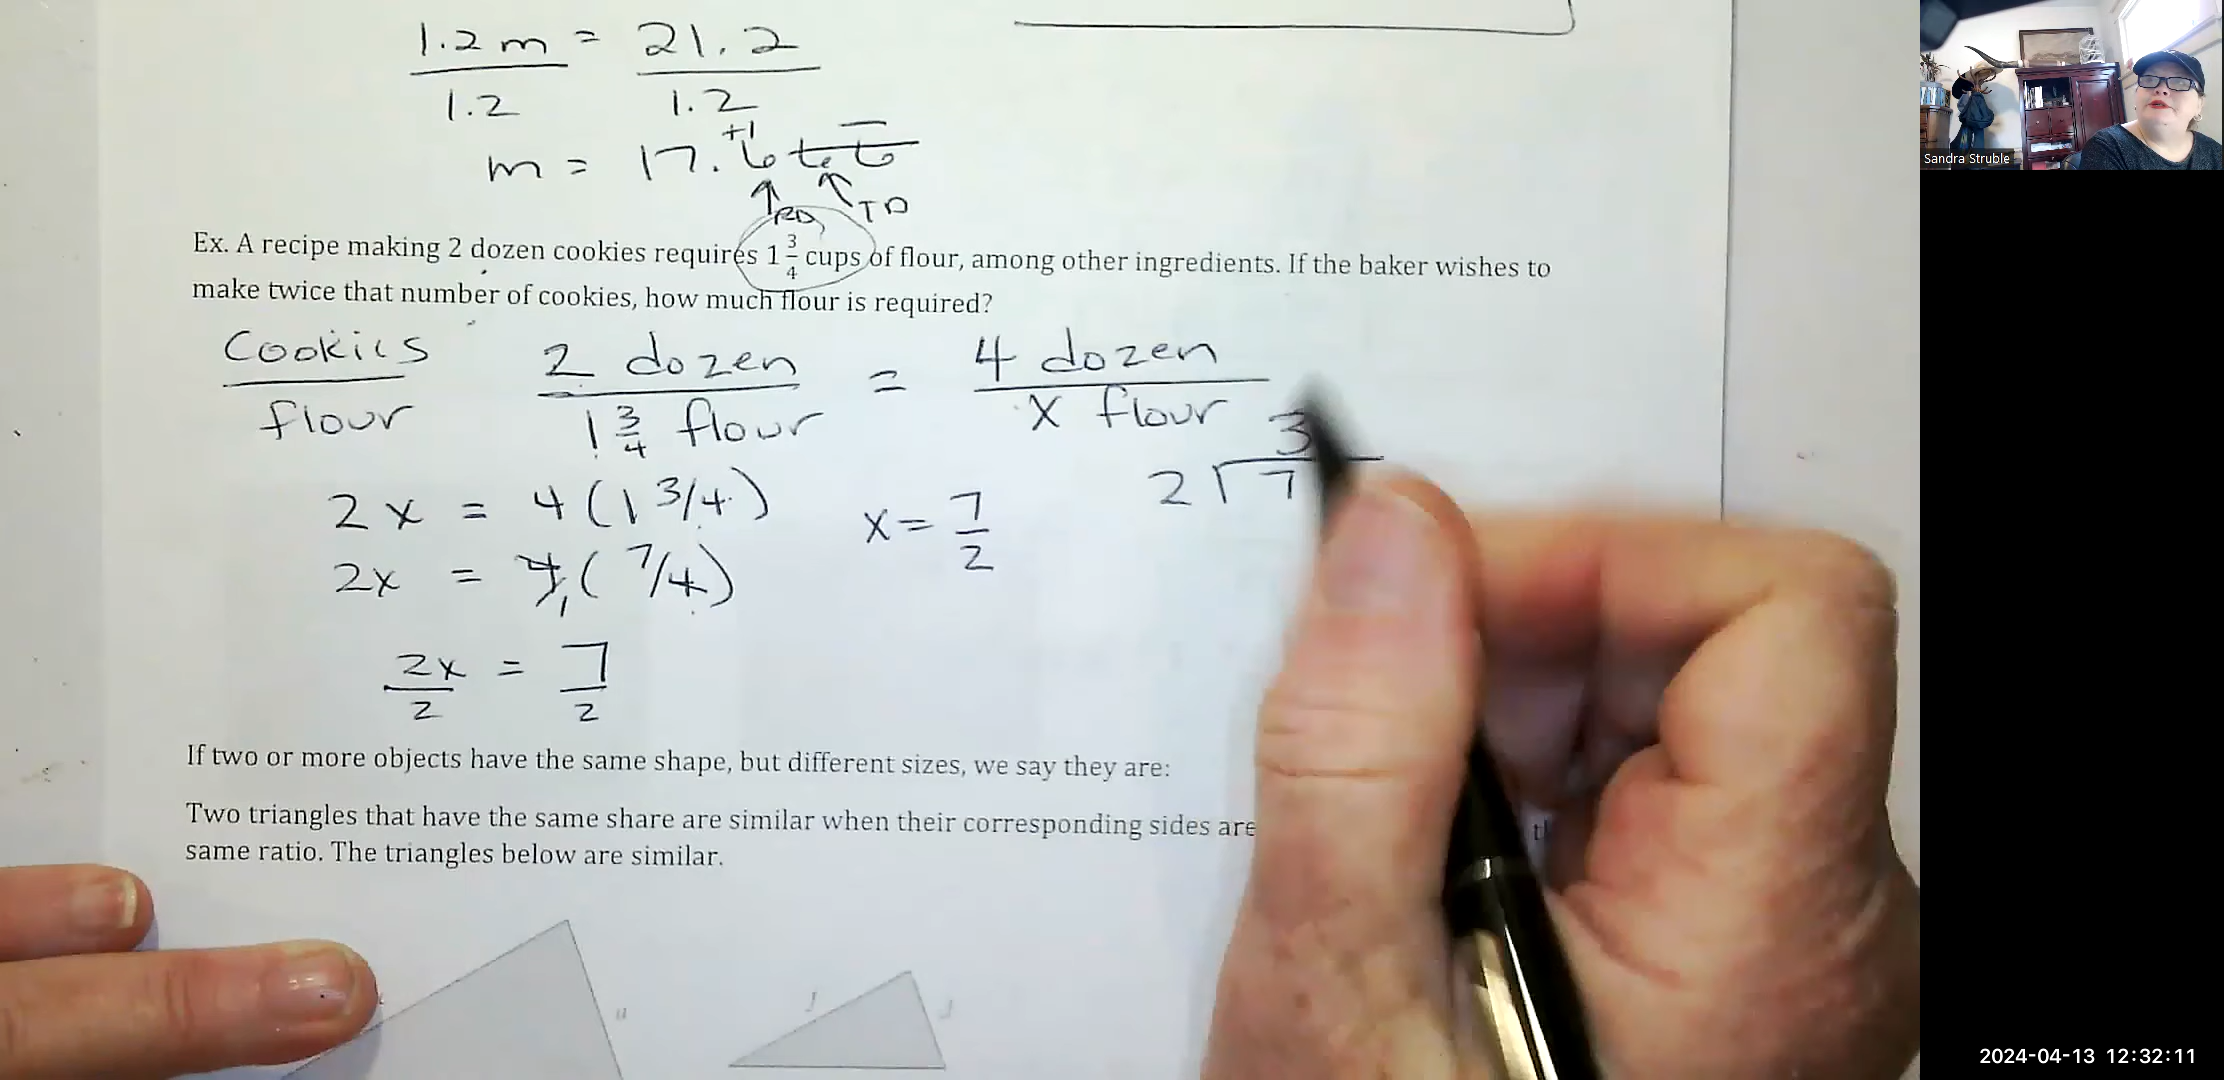 1.2 m = 21.2
1.2 1.2
+1
m = 17.6 6 6
RD TD
Ex. A recipe making 2 dozen cookies requires 1 3/4 cups of flour, among other ingredients. If the baker wishes to
make twice that number of cookies, how much flour is required?
Cookies 2 dozen = 4 dozen
flour 1 3/4 flour x flour
3
2 7
2x = 4 (1 3/4) x = 7/2
2x = 4 1 (7/4)
2x = 7
2 2
If two or more objects have the same shape, but different sizes, we say they are:
Two triangles that have the same share are similar when their corresponding sides are
same ratio. The triangles below are similar.
Sandra Struble
2024-04-13 12:32:11